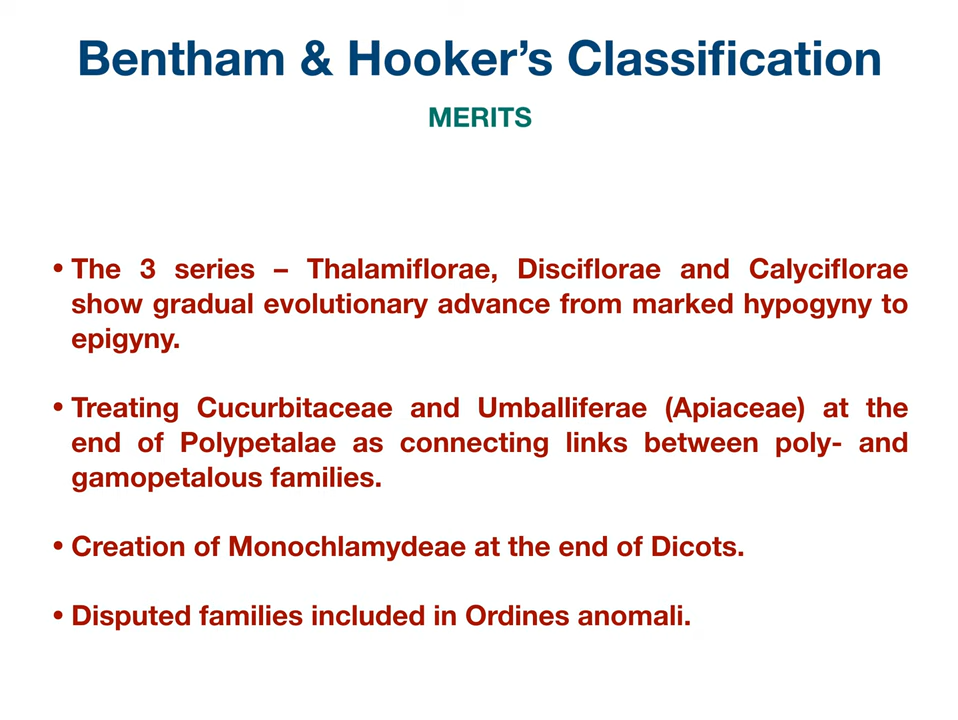 Bentham & Hooker’s Classification
MERITS
• The 3 series – Thalamiflorae, Disciflorae and Calyciflorae
show gradual evolutionary advance from marked hypogyny to
epigyny.
• Treating Cucurbitaceae and Umballiferae (Apiaceae) at the
end of Polypetalae as connecting links between poly- and
gamopetalous families.
• Creation of Monochlamydeae at the end of Dicots.
• Disputed families included in Ordines anomali.